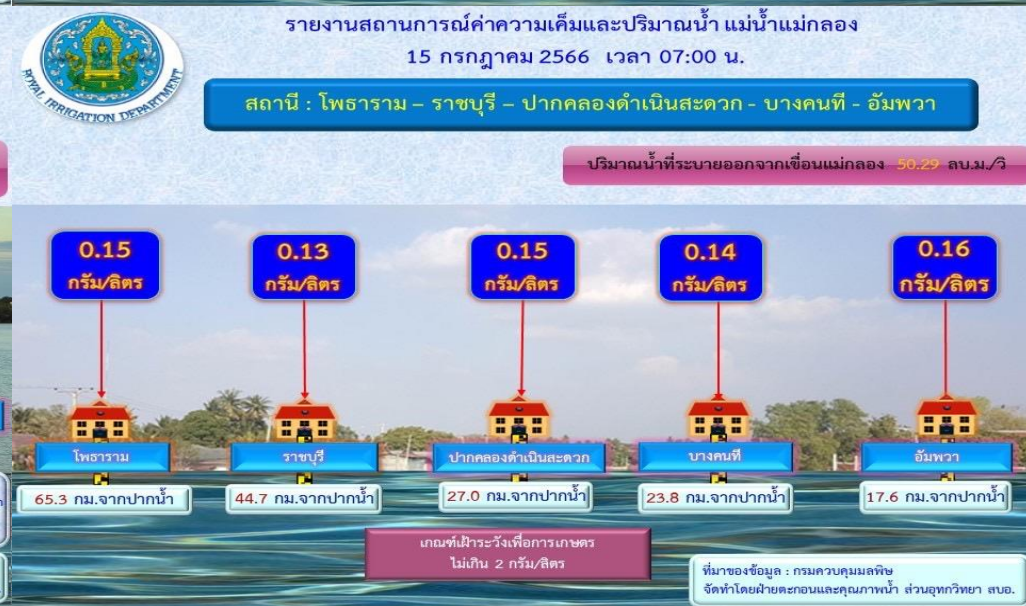 รายงานสถานการณ์ค่าความเค็มและปริมาณน้ำ แม่น้ำแม่กลอง
15 กรกฎาคม 2566 เวลา 07:00 น.
ROYAL IRRIGATION DEPARTMENT
สถานี : โพธาราม – ราชบุรี – ปากคลองดำเนินสะดวก - บางคนที - อัมพวา
ปริมาณน้ำที่ระบายออกจากเขื่อนแม่กลอง 50.29 ลบ.ม./วิ
0.15 กรัม/ลิตร
0.13 กรัม/ลิตร
0.15 กรัม/ลิตร
0.14 กรัม/ลิตร
0.16 กรัม/ลิตร
โพธาราม
ราชบุรี
ปากคลองดำเนินสะดวก
บางคนที
อัมพวา
65.3 กม.จากปากน้ำ
44.7 กม.จากปากน้ำ
27.0 กม.จากปากน้ำ
23.8 กม.จากปากน้ำ
17.6 กม.จากปากน้ำ
เกณฑ์เฝ้าระวังเพื่อการเกษตร
ไม่เกิน 2 กรัม/ลิตร
ที่มาของข้อมูล : กรมควบคุมมลพิษ
จัดทำโดยฝ่ายตะกอนและคุณภาพน้ำ ส่วนอุทกวิทยา สบอ.